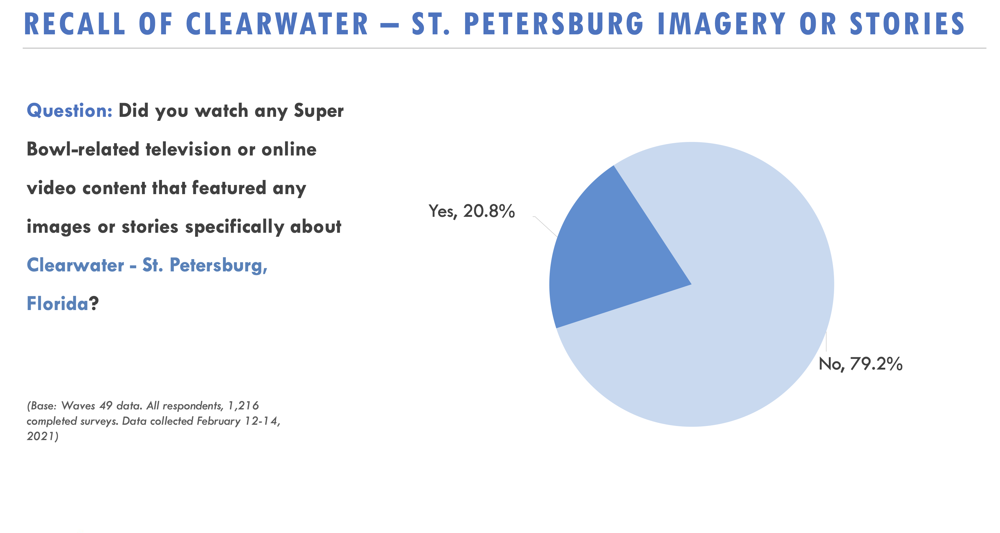 RECALL OF CLEARWATER – ST. PETERSBURG IMAGERY OR STORIES
Question: Did you watch any Super
Bowl-related television or online
video content that featured any
images or stories specifically about
Clearwater - St. Petersburg,
Florida?
(Base: Waves 49 data. All respondents, 1,216
completed surveys. Data collected February 12-14,
2021)
Yes, 20.8%
No, 79.2%